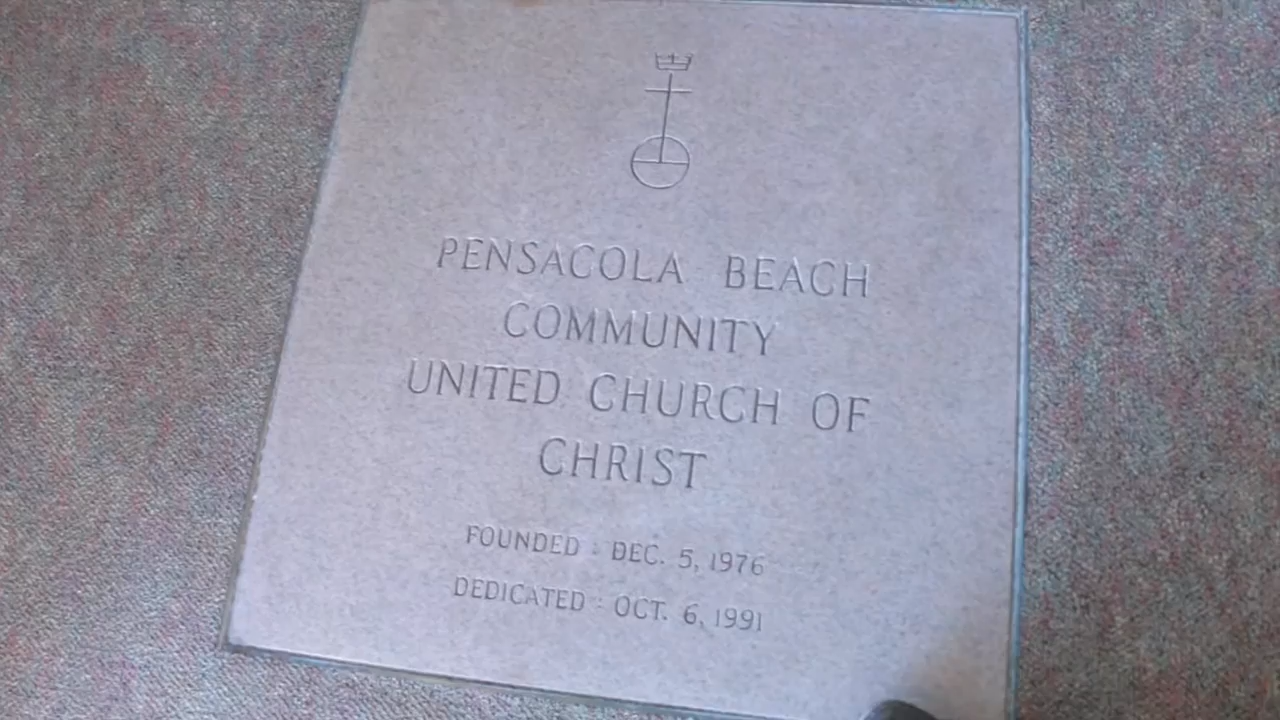 PENSACOLA BEACH
COMMUNITY
UNITED CHURCH OF
CHRIST
FOUNDED : DEC. 5, 1976
DEDICATED : OCT. 6, 1991